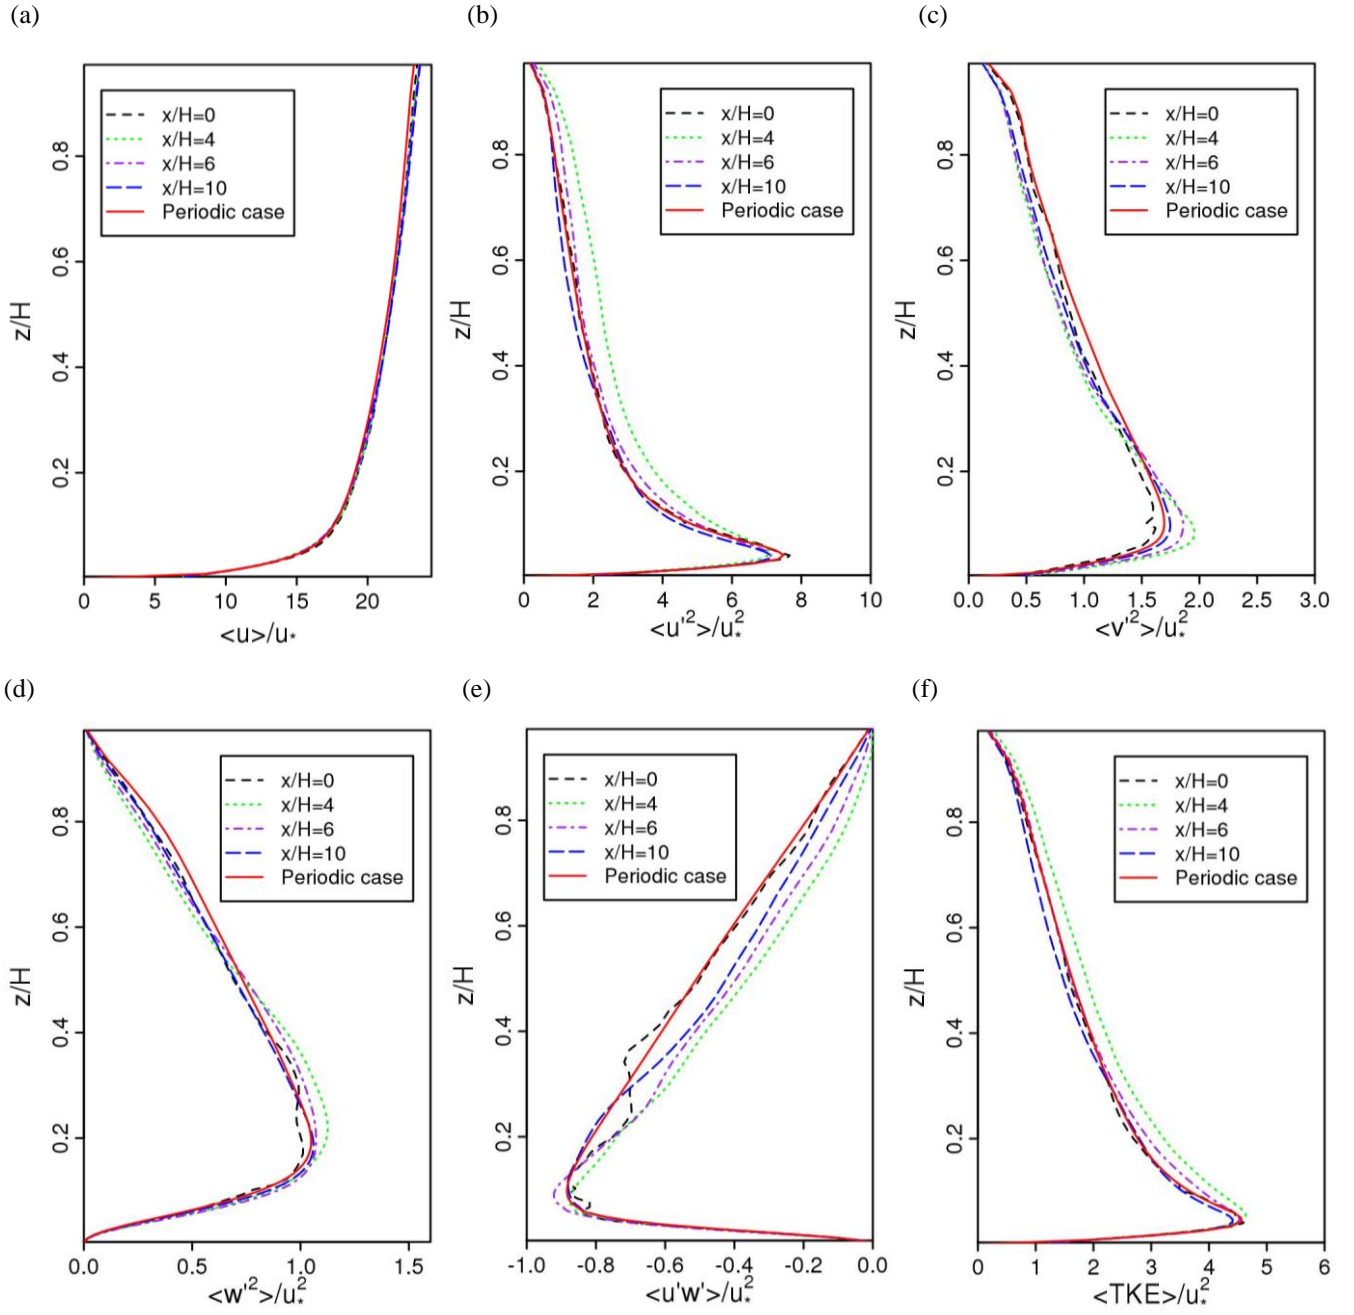 (a)
(b)
(c)
x/H=0
x/H=4
x/H=6
x/H=10
Periodic case
z/H
0.2
0.4
0.6
0.8
0
5
10
15
20
<u>/u*
x/H=0
x/H=4
x/H=6
x/H=10
Periodic case
z/H
0.2
0.4
0.6
0.8
0
2
4
6
8
10
<u'²>/u*²
x/H=0
x/H=4
x/H=6
x/H=10
Periodic case
z/H
0.2
0.4
0.6
0.8
0.0
0.5
1.0
1.5
2.0
2.5
3.0
<v'²>/u*²
(d)
(e)
(f)
x/H=0
x/H=4
x/H=6
x/H=10
Periodic case
z/H
0.2
0.4
0.6
0.8
0
0.5
1.0
1.5
<w'²>/u*²
x/H=0
x/H=4
x/H=6
x/H=10
Periodic case
z/H
0.2
0.4
0.6
0.8
-1.0
-0.8
-0.6
-0.4
-0.2
0.0
<u'w'>/u*²
x/H=0
x/H=4
x/H=6
x/H=10
Periodic case
z/H
0.2
0.4
0.6
0.8
0
1
2
3
4
5
6
<TKE>/u*²